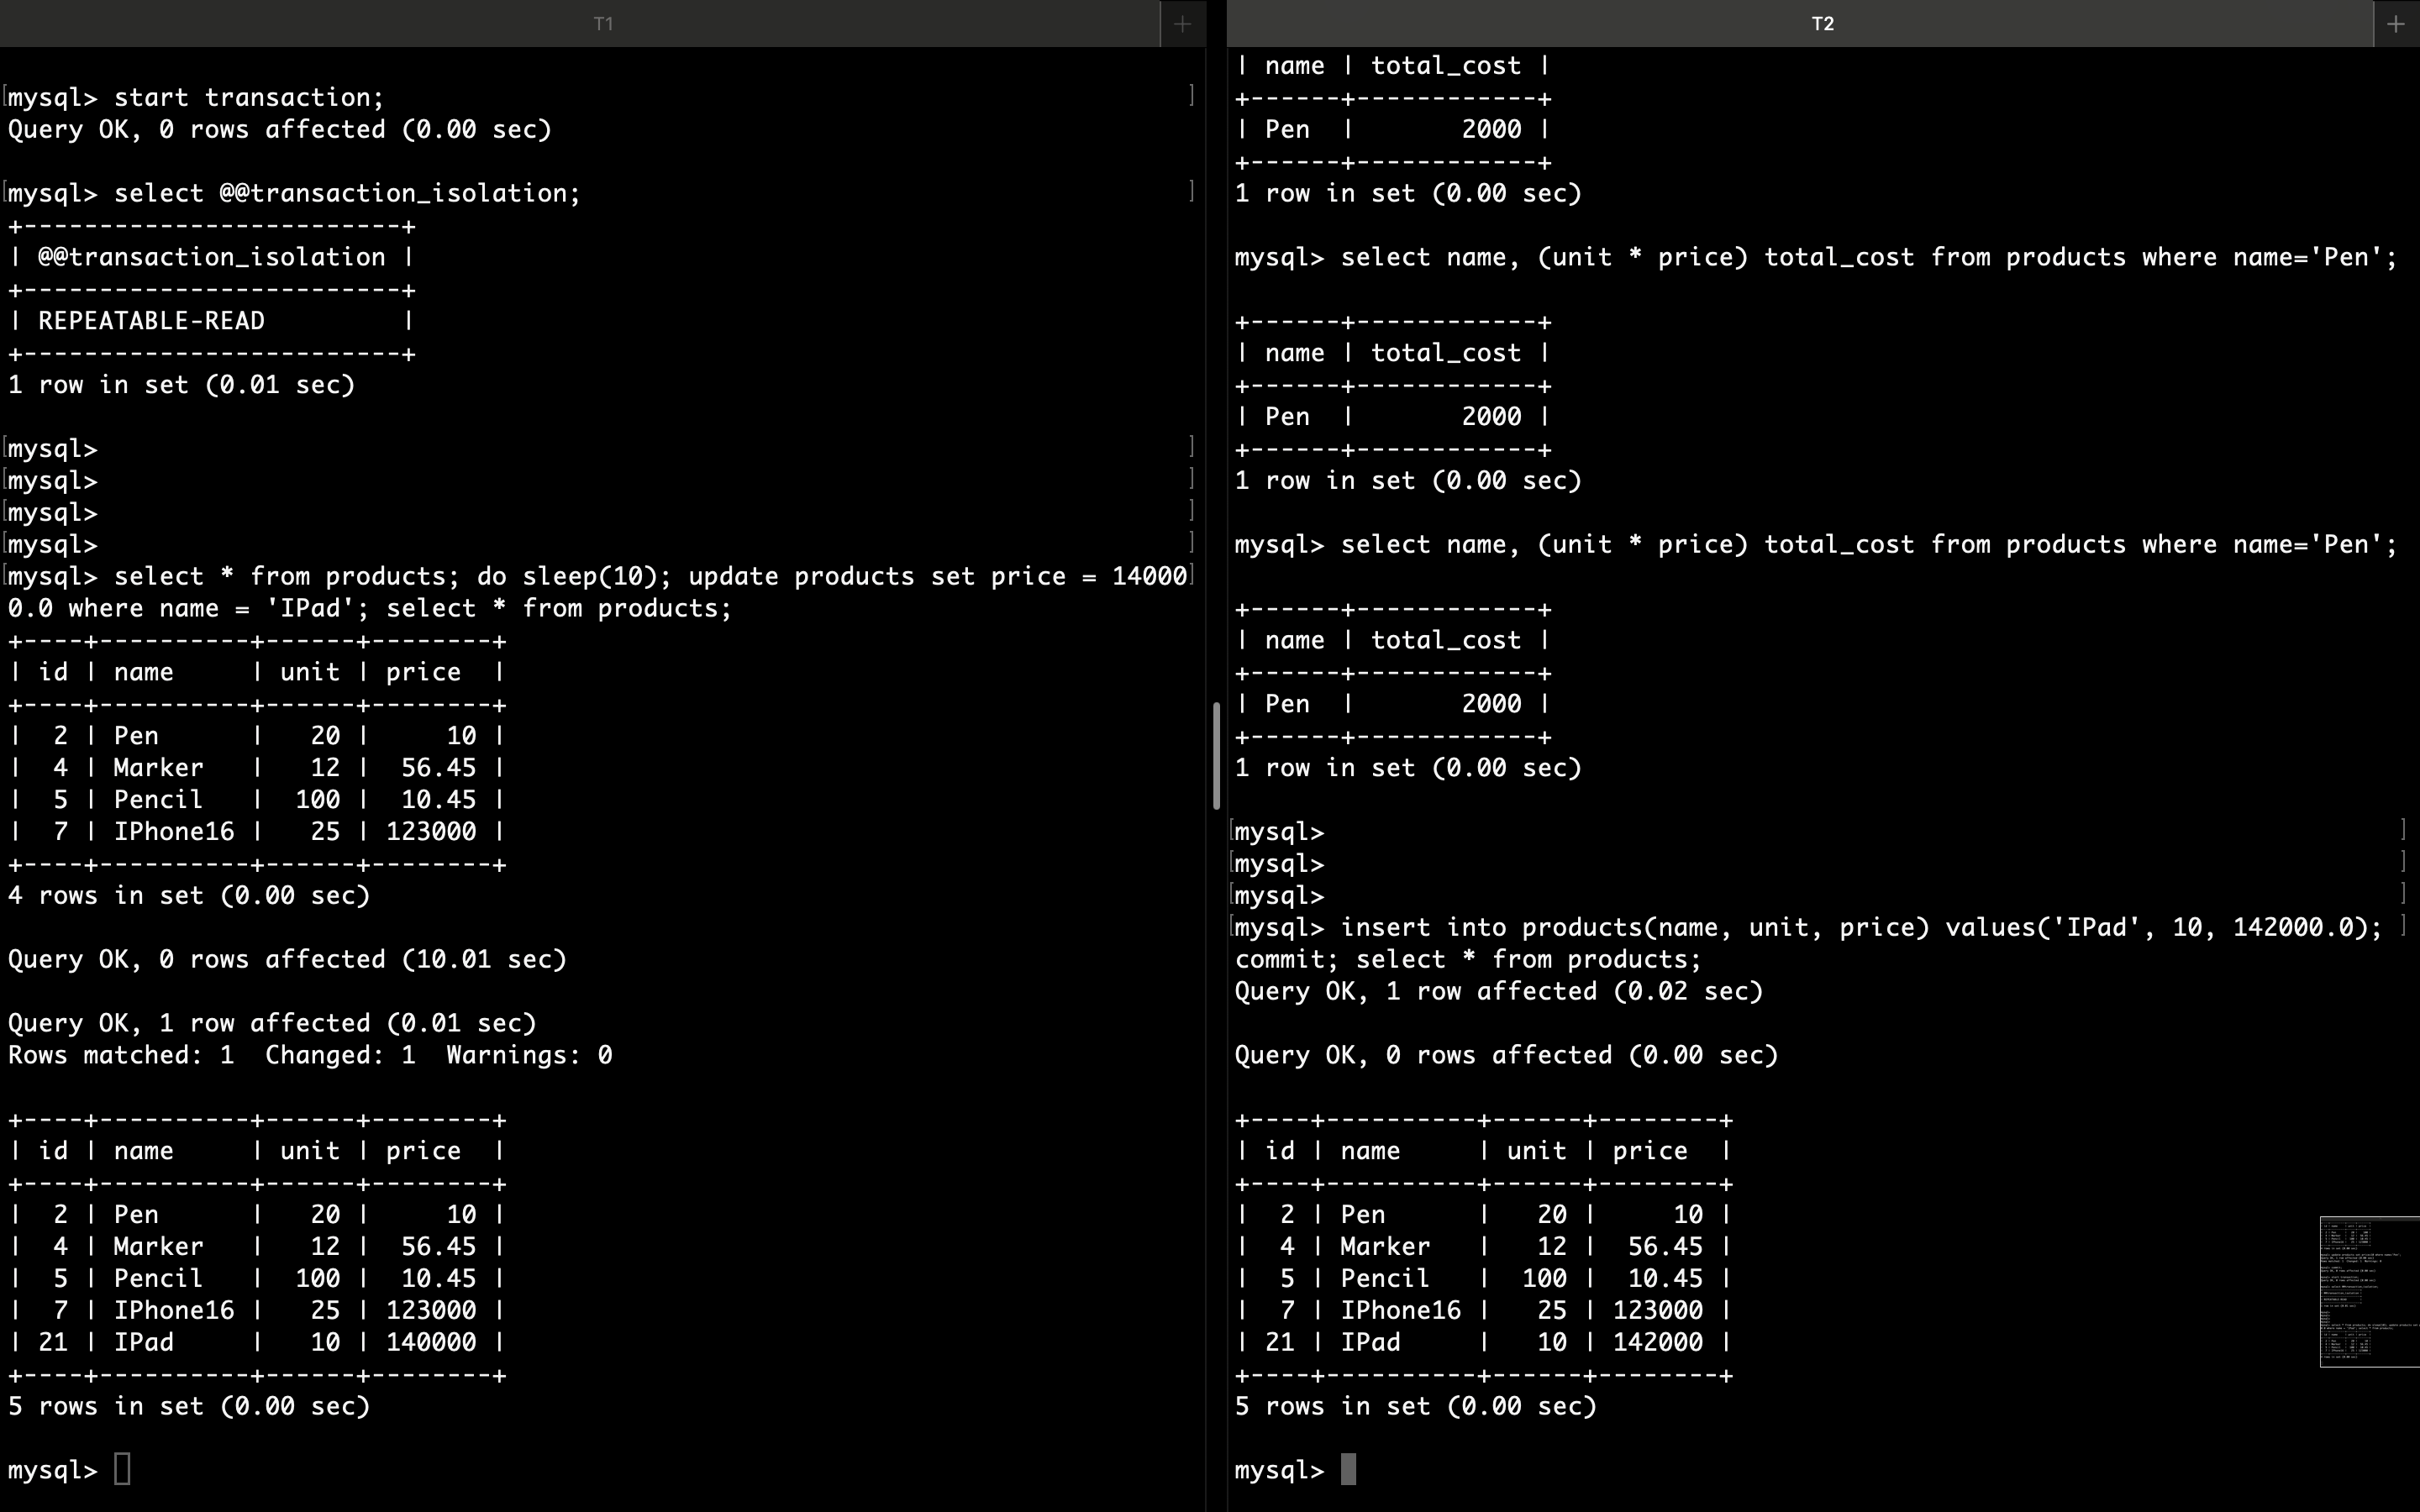 T1
mysql> start transaction;
Query OK, 0 rows affected (0.00 sec)
mysql> select @@transaction_isolation;
+-------------------------+
| @@transaction_isolation |
+-------------------------+
| REPEATABLE-READ         |
+-------------------------+
1 row in set (0.01 sec)
mysql>
mysql>
mysql>
mysql>
mysql> select * from products; do sleep(10); update products set price = 14000
0.0 where name = 'IPad'; select * from products;
+----+----------+------+--------+
| id | name     | unit | price  |
+----+----------+------+--------+
|  2 | Pen      |   20 |     10 |
|  4 | Marker   |   12 |  56.45 |
|  5 | Pencil   |  100 |  10.45 |
|  7 | IPhone16 |   25 | 123000 |
+----+----------+------+--------+
4 rows in set (0.00 sec)
Query OK, 0 rows affected (10.01 sec)
Query OK, 1 row affected (0.01 sec)
Rows matched: 1  Changed: 1  Warnings: 0
+----+----------+------+--------+
| id | name     | unit | price  |
+----+----------+------+--------+
|  2 | Pen      |   20 |     10 |
|  4 | Marker   |   12 |  56.45 |
|  5 | Pencil   |  100 |  10.45 |
|  7 | IPhone16 |   25 | 123000 |
| 21 | IPad     |   10 | 140000 |
+----+----------+------+--------+
5 rows in set (0.00 sec)
mysql>
T2
| name | total_cost |
+------+------------+
| Pen  |       2000 |
+------+------------+
1 row in set (0.00 sec)
mysql> select name, (unit * price) total_cost from products where name='Pen';
+------+------------+
| name | total_cost |
+------+------------+
| Pen  |       2000 |
+------+------------+
1 row in set (0.00 sec)
mysql> select name, (unit * price) total_cost from products where name='Pen';
+------+------------+
| name | total_cost |
+------+------------+
| Pen  |       2000 |
+------+------------+
1 row in set (0.00 sec)
mysql>
mysql>
mysql>
mysql> insert into products(name, unit, price) values('IPad', 10, 142000.0);
commit; select * from products;
Query OK, 1 row affected (0.02 sec)
Query OK, 0 rows affected (0.00 sec)
+----+----------+------+--------+
| id | name     | unit | price  |
+----+----------+------+--------+
|  2 | Pen      |   20 |     10 |
|  4 | Marker   |   12 |  56.45 |
|  5 | Pencil   |  100 |  10.45 |
|  7 | IPhone16 |   25 | 123000 |
| 21 | IPad     |   10 | 142000 |
+----+----------+------+--------+
5 rows in set (0.00 sec)
mysql>